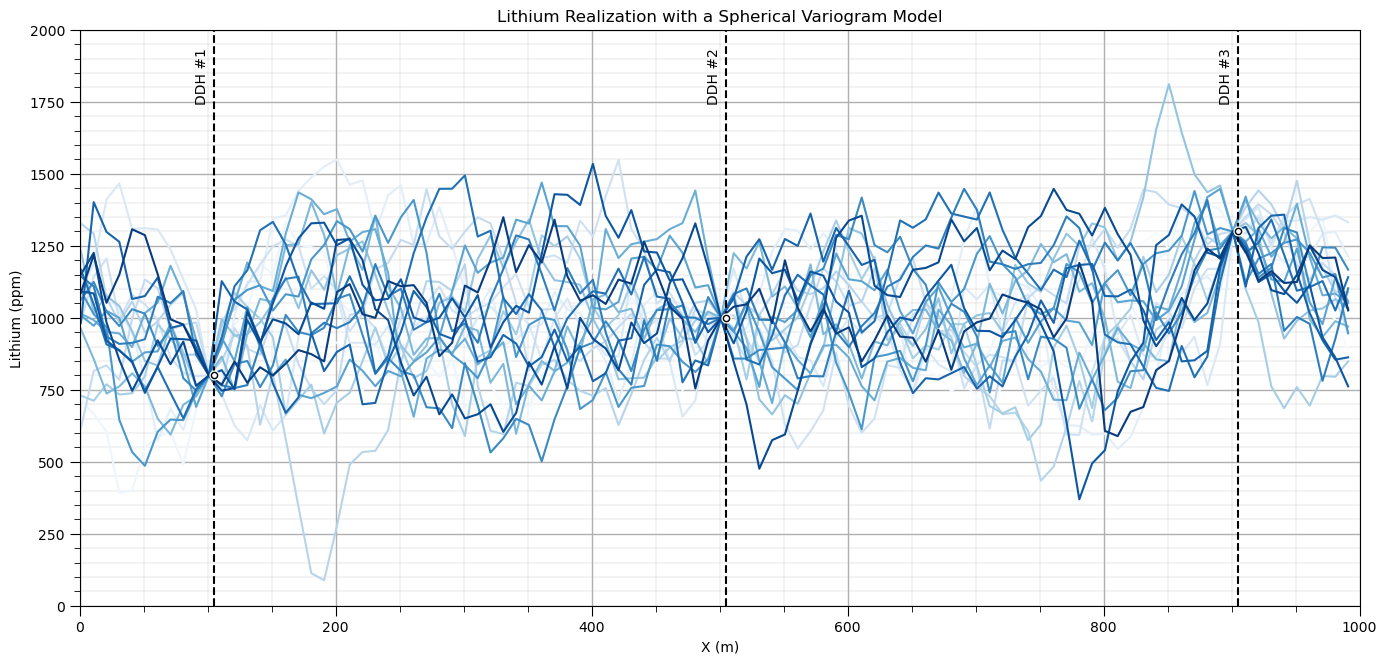 Lithium Realization with a Spherical Variogram Model
2000
1750
1500
1250
1000
750
500
250
0
Lithium (ppm)
DDH #1
DDH #2
DDH #3
0
200
400
600
800
1000
X (m)